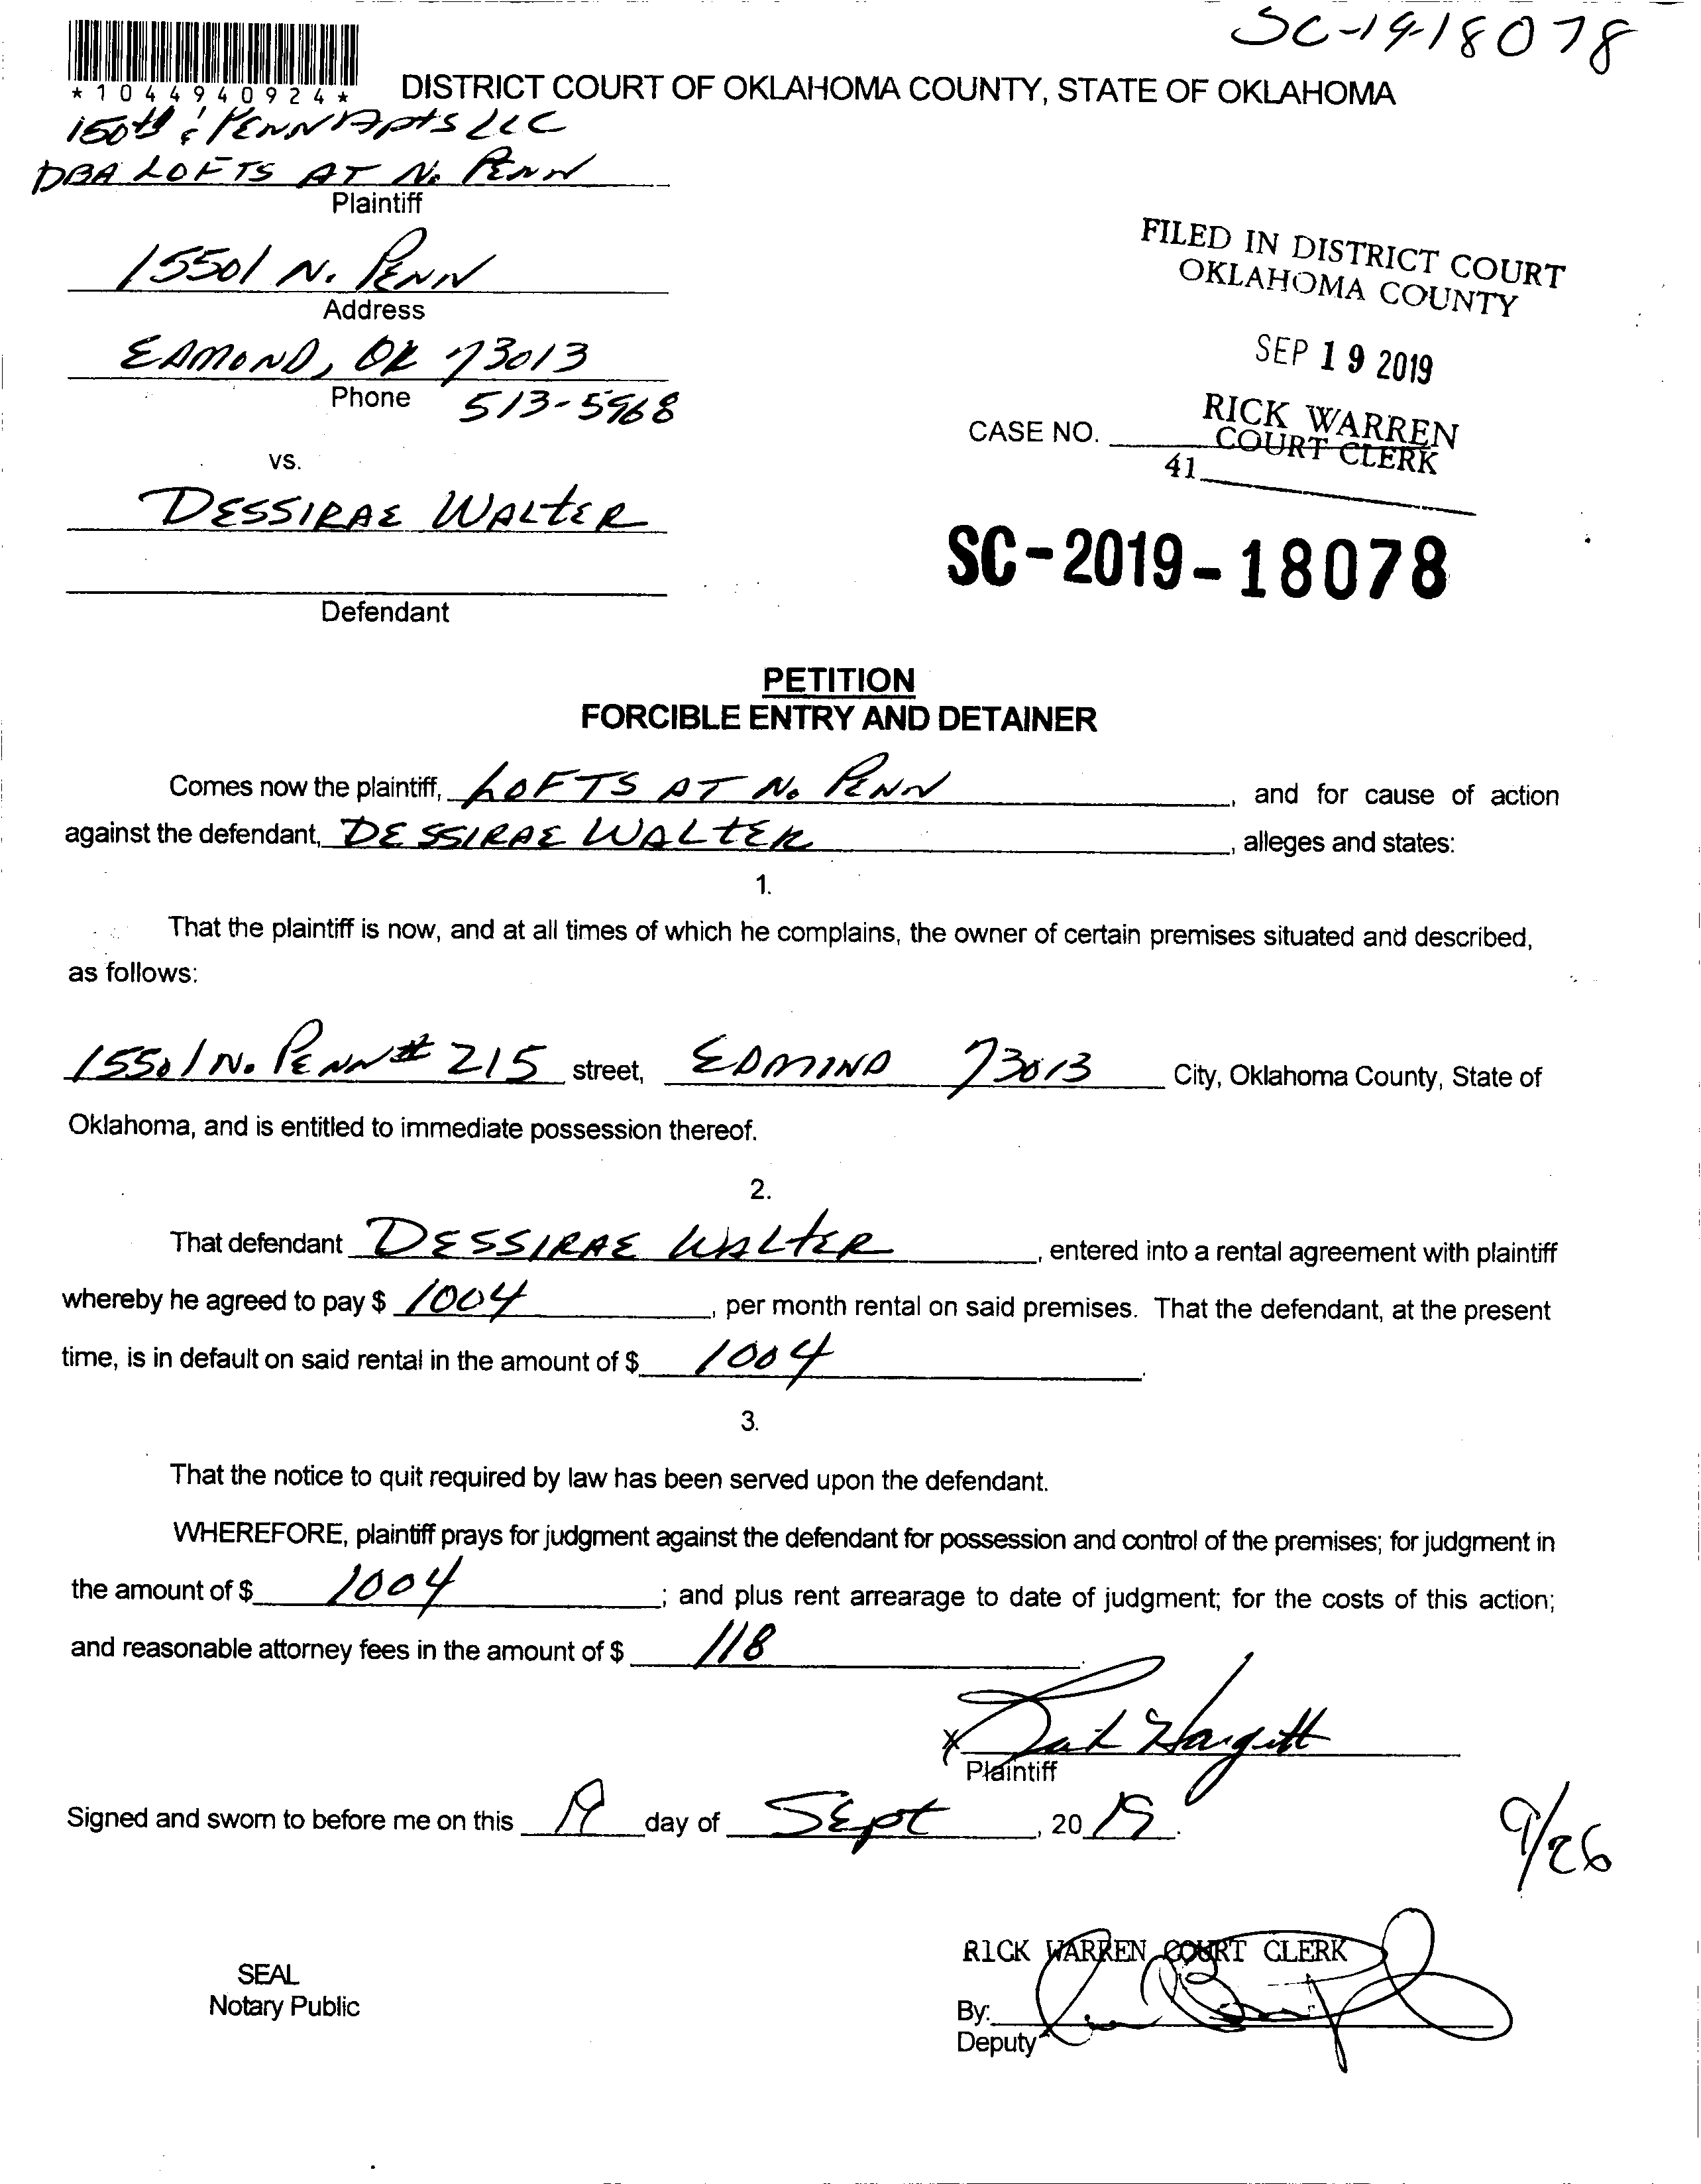 SC-19-18078
*1044940924*
DISTRICT COURT OF OKLAHOMA COUNTY, STATE OF OKLAHOMA
150th & PENN Apts LLC
DBA LOFTS AT N. PENN
Plaintiff
15501 N. PENN
Address
EDMOND, OK 73013
Phone 513-5968
FILED IN DISTRICT COURT
OKLAHOMA COUNTY
SEP 19 2019
RICK WARREN
COURT CLERK
41
CASE NO.
vs.
DESSIRAE WALTER
Defendant
SC-2019-18078
PETITION
FORCIBLE ENTRY AND DETAINER
Comes now the plaintiff, LOFTS AT N. PENN, and for cause of action
against the defendant, DESSIRAE WALTER, alleges and states:
1.
That the plaintiff is now, and at all times of which he complains, the owner of certain premises situated and described,
as follows:
15501 N. PENN # 215 street, EDMOND 73013 City, Oklahoma County, State of
Oklahoma, and is entitled to immediate possession thereof.
2.
That defendant DESSIRAE WALTER, entered into a rental agreement with plaintiff
whereby he agreed to pay $ 1004, per month rental on said premises. That the defendant, at the present
time, is in default on said rental in the amount of $ 1004.
3.
That the notice to quit required by law has been served upon the defendant.
WHEREFORE, plaintiff prays for judgment against the defendant for possession and control of the premises; for judgment in
the amount of $ 1004; and plus rent arrearage to date of judgment; for the costs of this action;
and reasonable attorney fees in the amount of $ 118.
X Hargett
Plaintiff
Signed and sworn to before me on this 19 day of Sept, 2019.
9/26
RICK WARREN COURT CLERK
SEAL
Notary Public
By:
Deputy